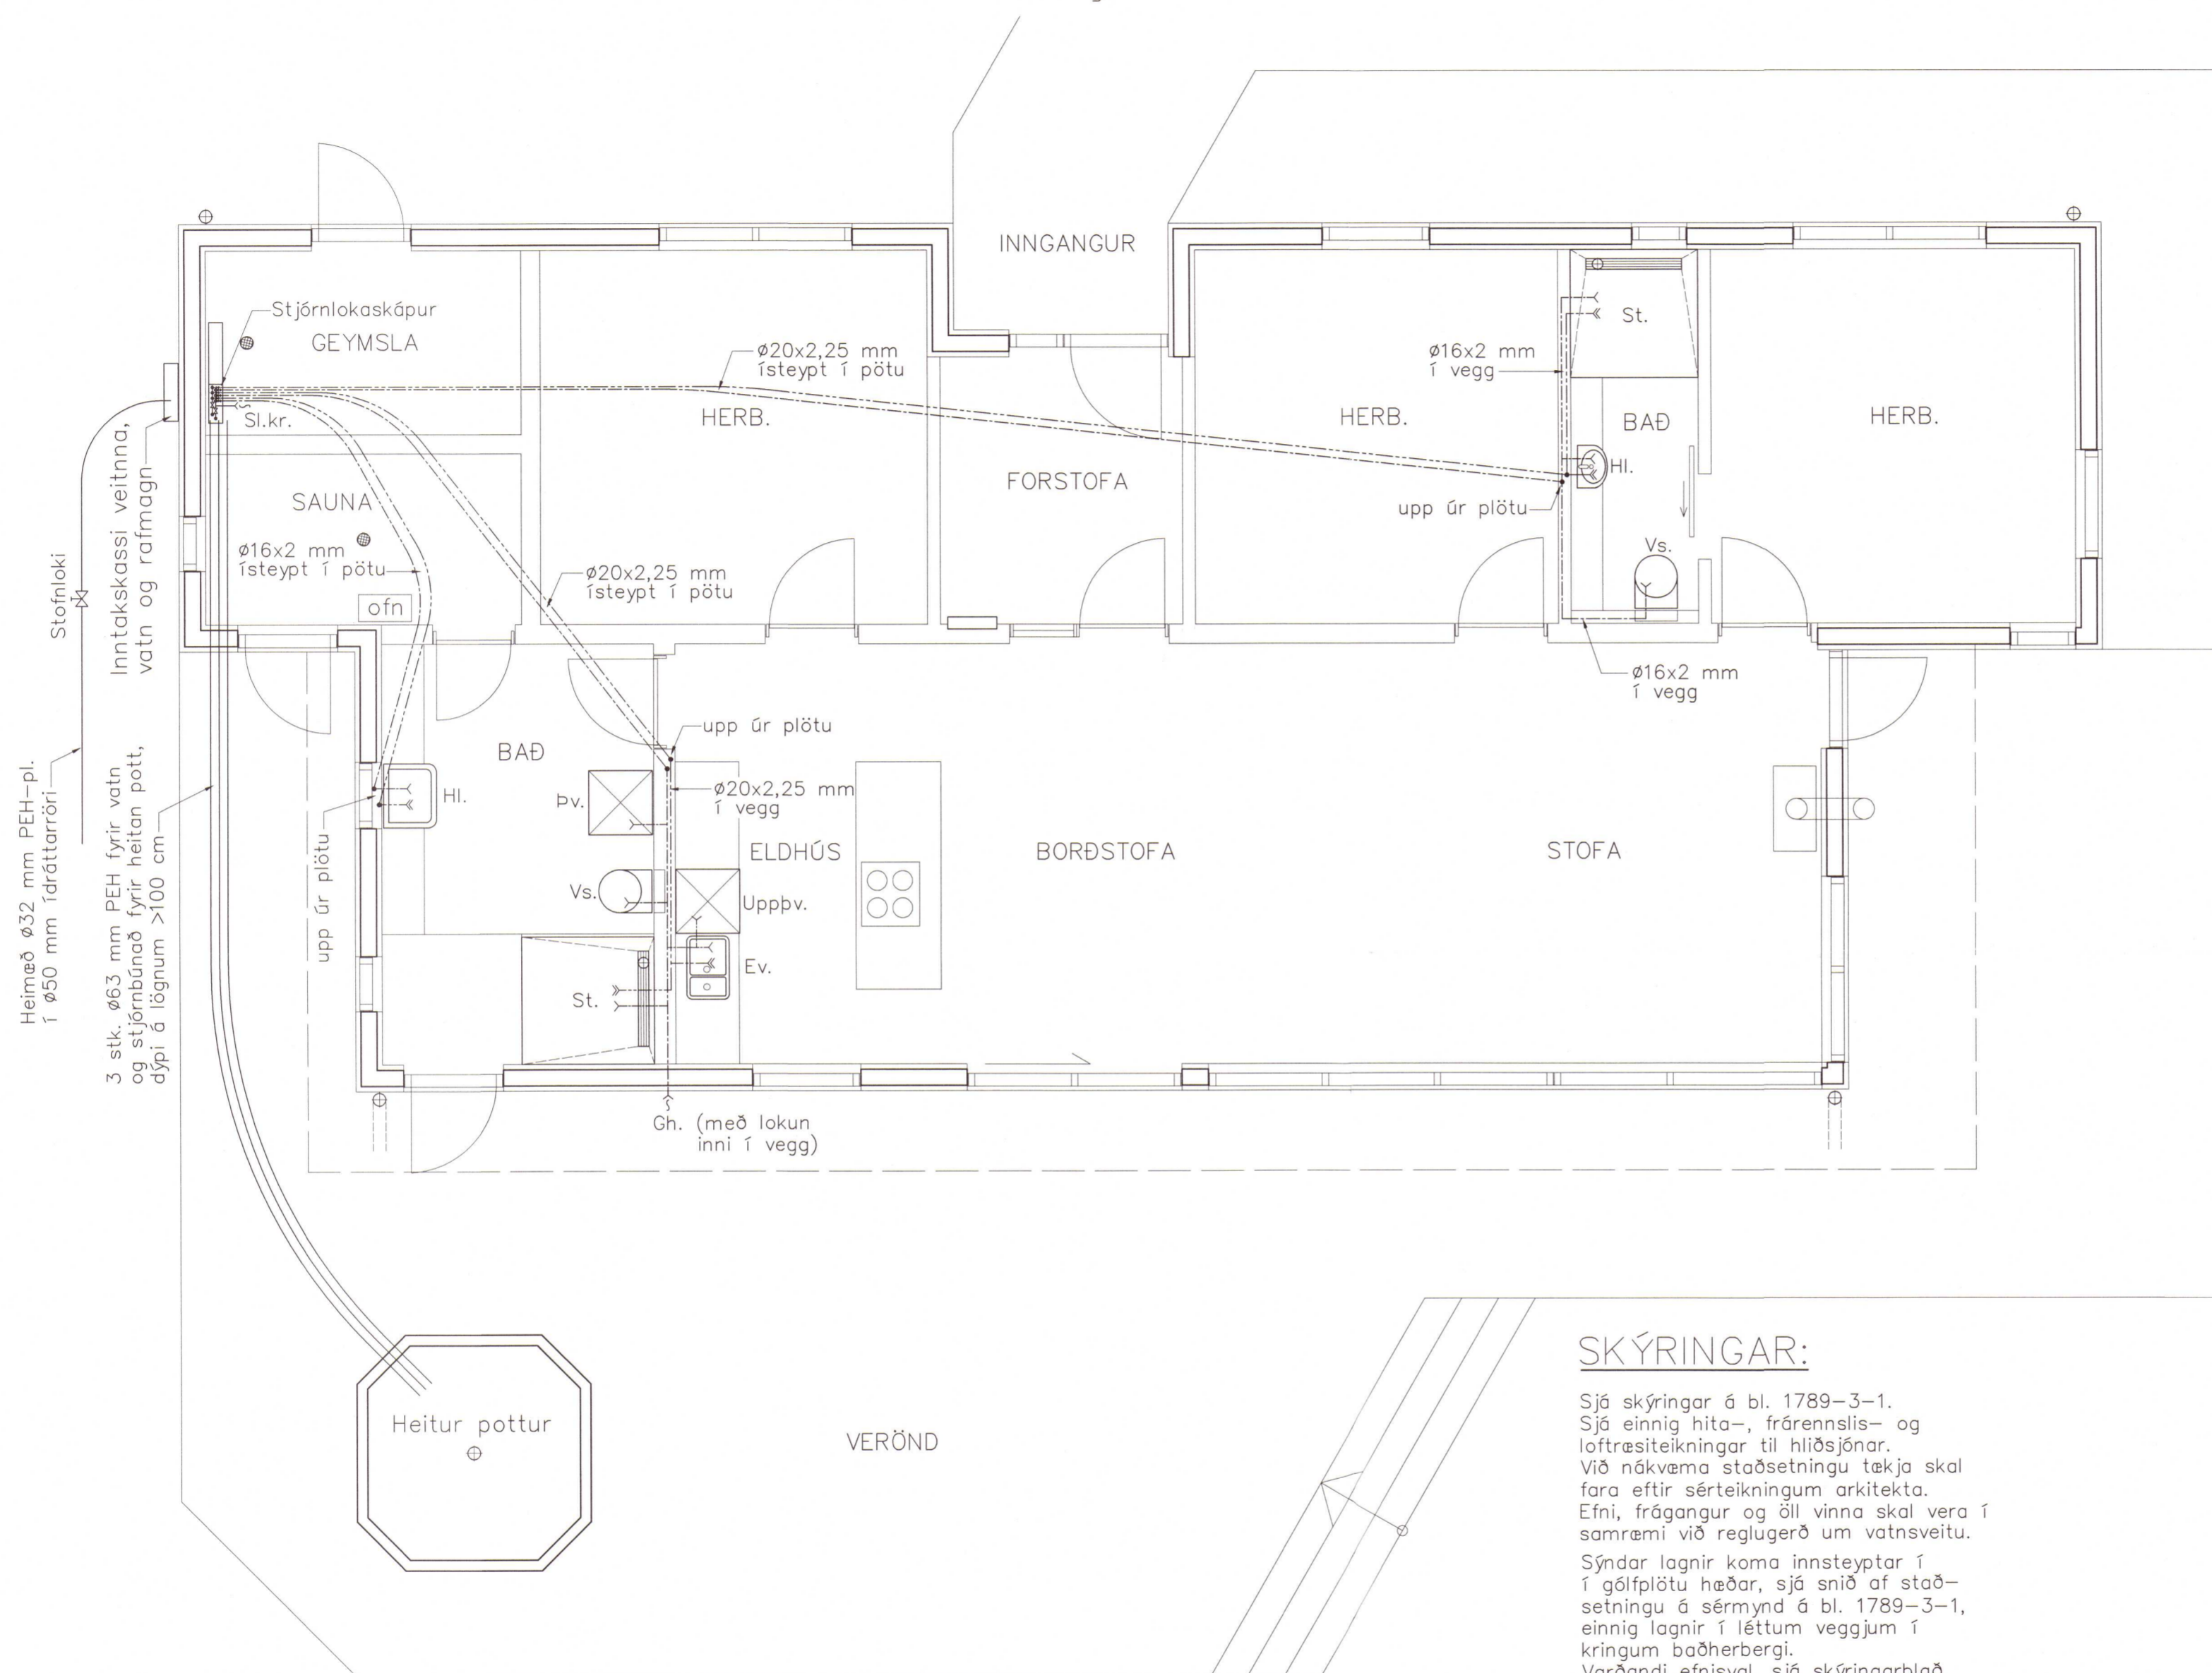 INNGANGUR
Stjórnlokaskápur
GEYMSLA
Sl.kr.
ø20x2,25 mm
ísteypt í pötu
HERB.
FORSTOFA
HERB.
ø16x2 mm
í vegg
St.
BAÐ
Hl.
upp úr plötu
Vs.
HERB.
ø16x2 mm
í vegg
SAUNA
ø16x2 mm
ísteypt í pötu
ofn
ø20x2,25 mm
ísteypt í pötu
Inntakskassi veitnna,
vatn og rafmagn
Stofnloki
Heimæð ø32 mm PEH-pl.
í ø50 mm ídráttarröri
3 stk. ø63 mm PEH fyrir vatn
og stjórnbúnað fyrir heitan pott,
dýpi á lögnum >100 cm
upp úr plötu
BAÐ
Hl.
Þv.
Vs.
St.
upp úr plötu
ø20x2,25 mm
í vegg
ELDHÚS
Uppþv.
Ev.
BORÐSTOFA
STOFA
Gh. (með lokun
inni í vegg)
Heitur pottur
VERÖND
SKÝRINGAR:
Sjá skýringar á bl. 1789-3-1.
Sjá einnig hita-, frárennslis- og
loftræsiteikningar til hliðsjónar.
Við nákvæma staðsetningu tækja skal
fara eftir sérteikningum arkitekta.
Efni, frágangur og öll vinna skal vera í
samræmi við reglugerð um vatnsveitu.
Sýndar lagnir koma innsteyptar í
í gólfplötu hæðar, sjá snið af stað-
setningu á sérmynd á bl. 1789-3-1,
einnig lagnir í léttum veggjum í
kringum baðherbergi.
Varðandi efnisval, sjá skýringarblað